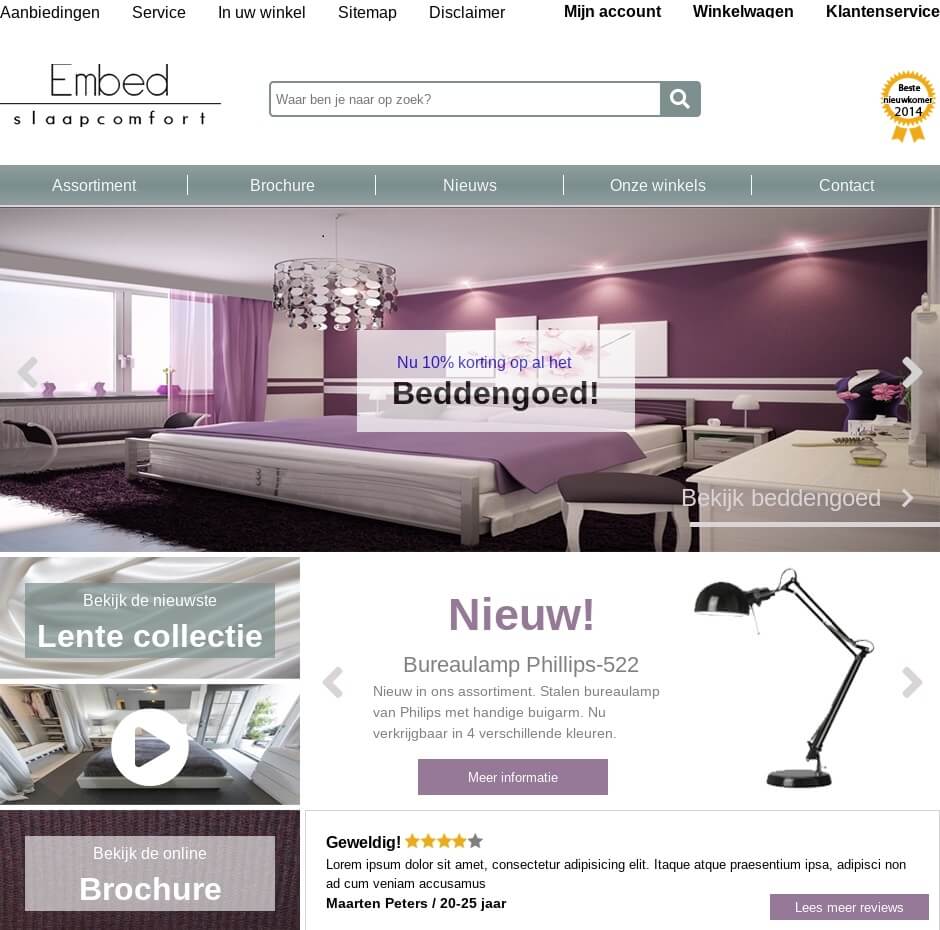 Aanbiedingen Service In uw winkel Sitemap Disclaimer Mijn account Winkelwagen Klantenservice
Embed
slaapcomfort
Waar ben je naar op zoek?
Beste
nieuwkomer
2014
Assortiment Brochure Nieuws Onze winkels Contact
Nu 10% korting op al het
Beddengoed!
Bekijk beddengoed
Bekijk de nieuwste
Lente collectie
Nieuw!
Bureaulamp Phillips-522
Nieuw in ons assortiment. Stalen bureaulamp
van Philips met handige buigarm. Nu
verkrijgbaar in 4 verschillende kleuren.
Meer informatie
Bekijk de online
Brochure
Geweldig!
Lorem ipsum dolor sit amet, consectetur adipisicing elit. Itaque atque praesentium ipsa, adipisci non
ad cum veniam accusamus
Maarten Peters / 20-25 jaar
Lees meer reviews